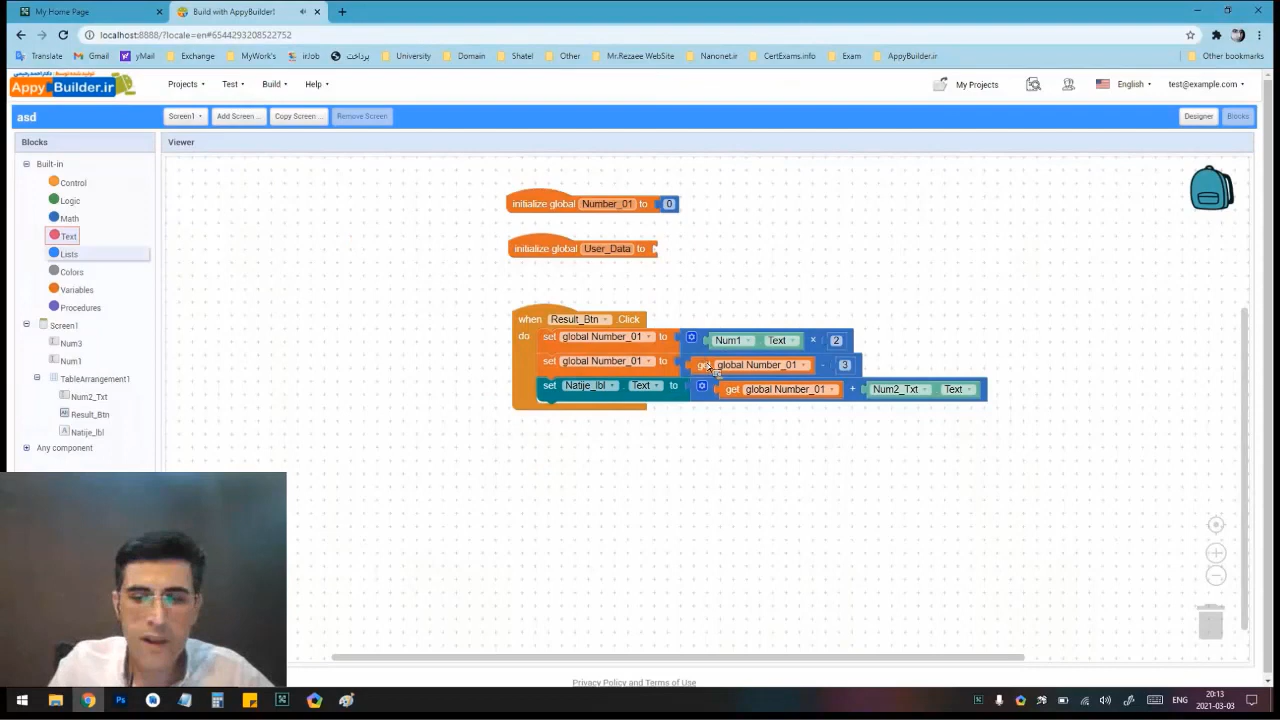 My Home Page
Build with AppyBuilder!
localhost:8888/?locale=en#6544293208522752
Translate Gmail yMail Exchange MyWork's irJob پرداخت University Domain Shatel Other Mr.Rezaee WebSite Nanonet.ir CertExams.info Exam AppyBuilder.ir Other bookmarks
AppyBuilder.ir
Projects Test Build Help My Projects English test@example.com
asd Screen1 Add Screen ... Copy Screen ... Remove Screen Designer Blocks
Blocks Viewer
Built-in
Control
Logic
Math
Text
Lists
Colors
Variables
Procedures
Screen1
Num3
Num1
TableArrangement1
Num2_Txt
Result_Btn
Natije_lbl
Any component
initialize global Number_01 to 0
initialize global User_Data to
when Result_Btn .Click
do set global Number_01 to Num1 . Text × 2
set global Number_01 to get global Number_01 - 3
set Natije_lbl . Text to get global Number_01 + Num2_Txt . Text
Privacy Policy and Terms of Use
ENG
20:13
2021-03-03